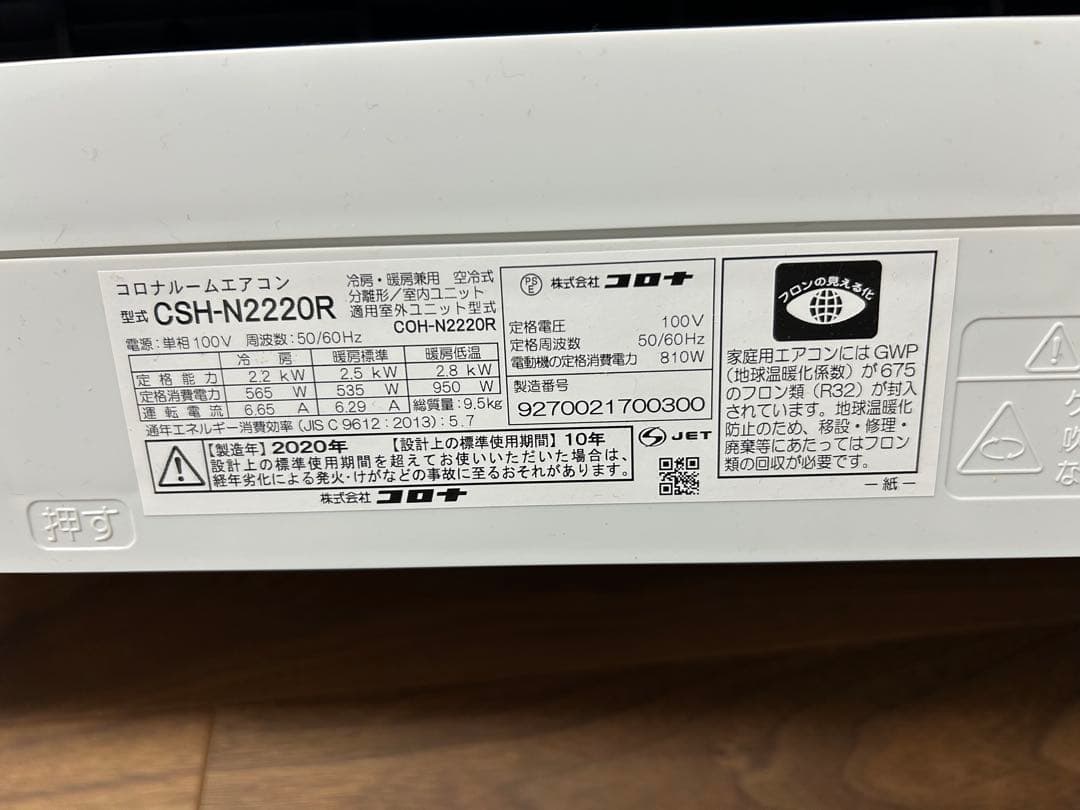 コロナルームエアコン
型式 CSH-N2220R
冷房・暖房兼用 空冷式
分離形/室内ユニット
適用室外ユニット型式
COH-N2220R
電源:単相100V 周波数:50/60Hz
冷房 暖房標準 暖房低温
定格能力 2.2 kW 2.5 kW 2.8 kW
定格消費電力 565 W 535 W 950 W
運転電流 6.65 A 6.29 A 総質量:9.5kg
通年エネルギー消費効率(JIS C 9612:2013):5.7
【製造年】2020年 【設計上の標準使用期間】10年
設計上の標準使用期間を超えてお使いいただいた場合は、
経年劣化による発火・けがなどの事故に至るおそれがあります。
株式会社 コロナ
PSE 株式会社 コロナ
定格電圧 100V
定格周波数 50/60Hz
電動機の定格消費電力 810W
製造番号
9270021700300
S JET
フロンの見える化
家庭用エアコンにはGWP
(地球温暖化係数)が675
のフロン類(R32)が封入
されています。地球温暖化
防止のため、移設・修理・
廃棄等にあたってはフロン
類の回収が必要です。
-紙-
押す
吹
な